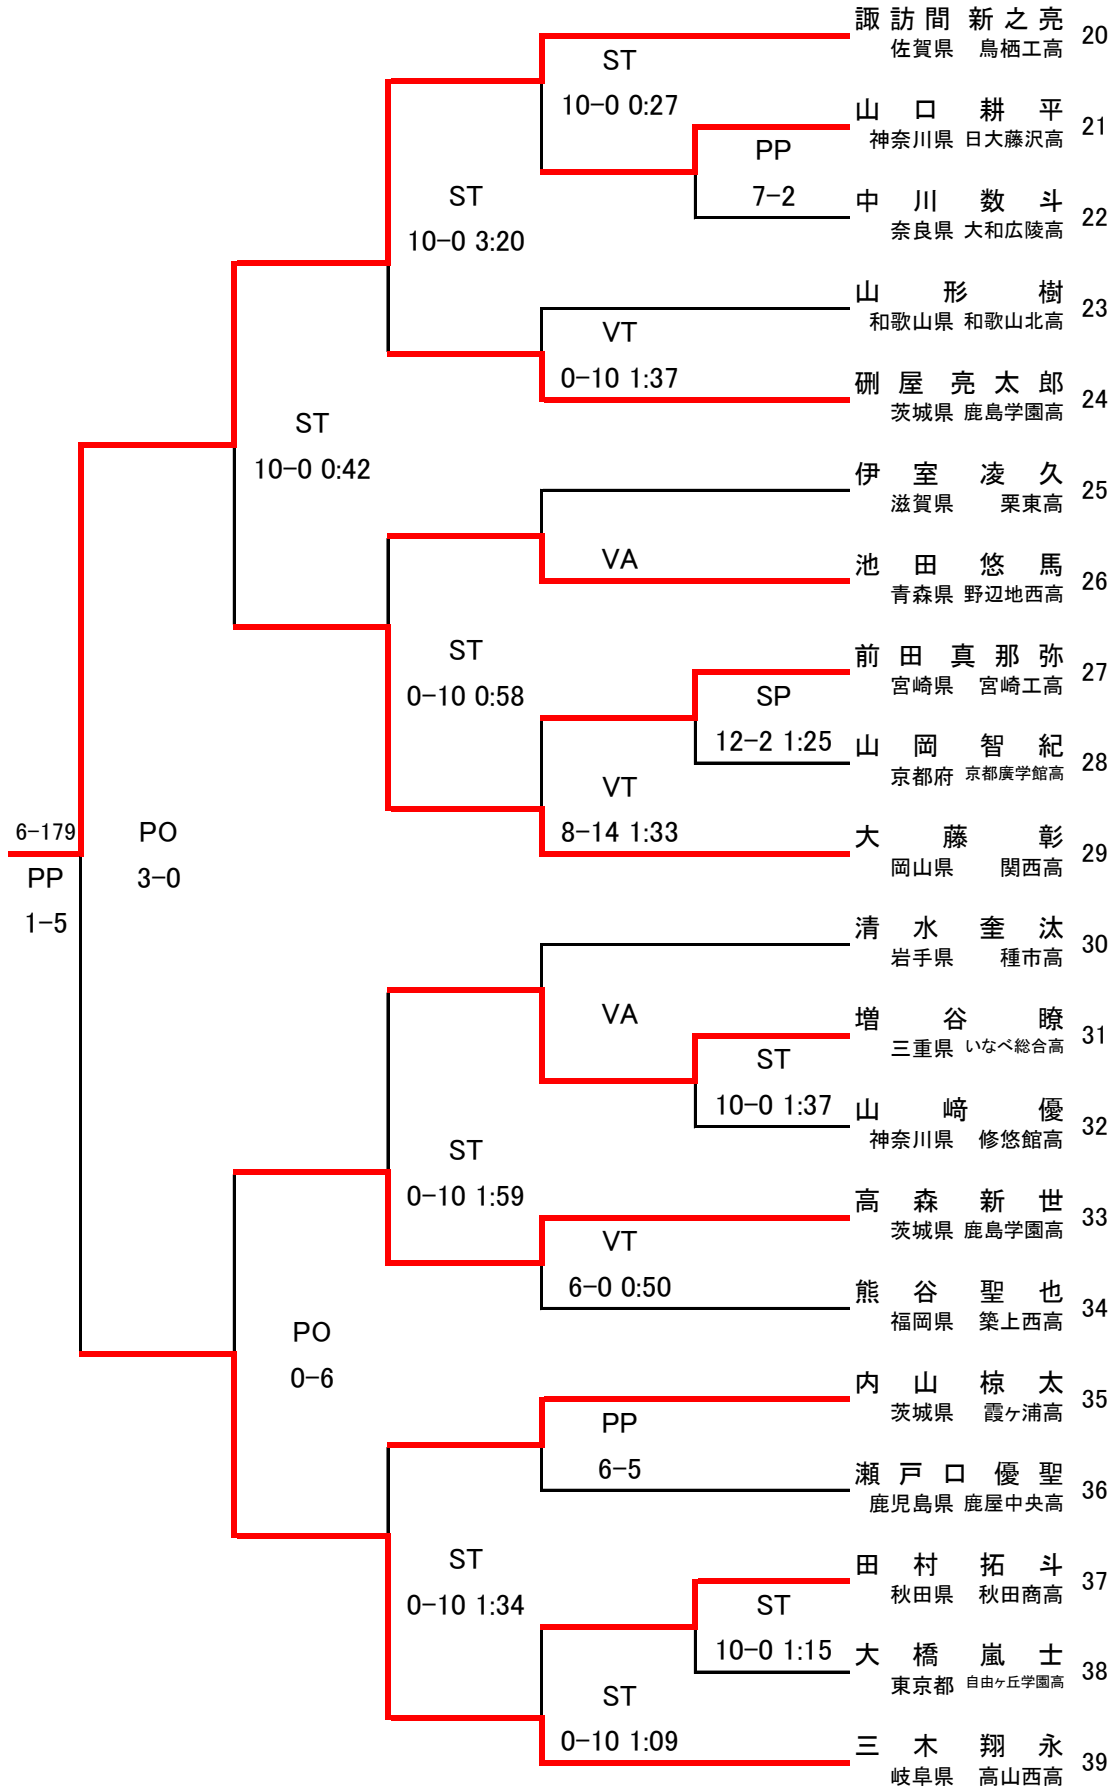 諏訪間 新之亮 20
佐賀県 鳥栖工高
ST
10-0 0:27
山口耕平 21
神奈川県 日大藤沢高
PP
7-2
中川数斗 22
奈良県 大和広陵高
ST
10-0 3:20
山形樹 23
和歌山県 和歌山北高
VT
0-10 1:37
硎屋亮太郎 24
茨城県 鹿島学園高
ST
10-0 0:42
伊室凌久 25
滋賀県 栗東高
VA
池田悠馬 26
青森県 野辺地西高
ST
0-10 0:58
前田真那弥 27
宮崎県 宮崎工高
SP
12-2 1:25
山岡智紀 28
京都府 京都廣学館高
VT
8-14 1:33
大藤彰 29
岡山県 関西高
6-179
PP
1-5
PO
3-0
清水奎汰 30
岩手県 種市高
VA
増谷瞭 31
三重県 いなべ総合高
ST
10-0 1:37
山﨑優 32
神奈川県 修悠館高
ST
0-10 1:59
高森新世 33
茨城県 鹿島学園高
VT
6-0 0:50
熊谷聖也 34
福岡県 築上西高
PO
0-6
内山椋太 35
茨城県 霞ヶ浦高
PP
6-5
瀬戸口優聖 36
鹿児島県 鹿屋中央高
ST
0-10 1:34
田村拓斗 37
秋田県 秋田商高
ST
10-0 1:15
大橋嵐士 38
東京都 自由ヶ丘学園高
ST
0-10 1:09
三木翔永 39
岐阜県 高山西高